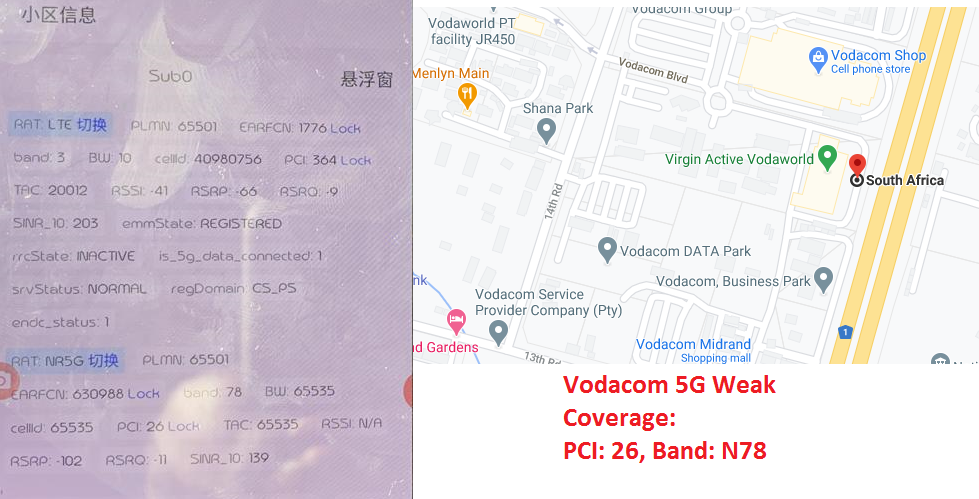 小区信息
Sub0
悬浮窗
RAT: LTE 切换 PLMN: 65501 EARFCN: 1776 Lock
band: 3 BW: 10 cellId: 40980756 PCI: 364 Lock
TAC: 20012 RSSI: -41 RSRP: -66 RSRQ: -9
SINR_10: 203 emmState: REGISTERED
rrcState: INACTIVE is_5g_data_connected: 1
srvStatus: NORMAL regDomain: CS_PS
endc_status: 1
RAT: NR5G 切换 PLMN: 65501
EARFCN: 630988 Lock band: 78 BW: 65535
cellId: 65535 PCI: 26 Lock TAC: 65535 RSSI: N/A
RSRP: -102 RSRQ: -11 SINR_10: 139
Vodacom Group
Vodaworld PT
facility JR450
Vodacom Shop
Cell phone store
Vodacom Blvd
Menlyn Main
Shana Park
Virgin Active Vodaworld
South Africa
14th Rd
Vodacom DATA Park
Vodacom, Business Park
nk
Vodacom Service
Provider Company (Pty)
1
d Gardens
Vodacom Midrand
Shopping mall
13th Rd
Vodacom 5G Weak
Coverage:
PCI: 26, Band: N78